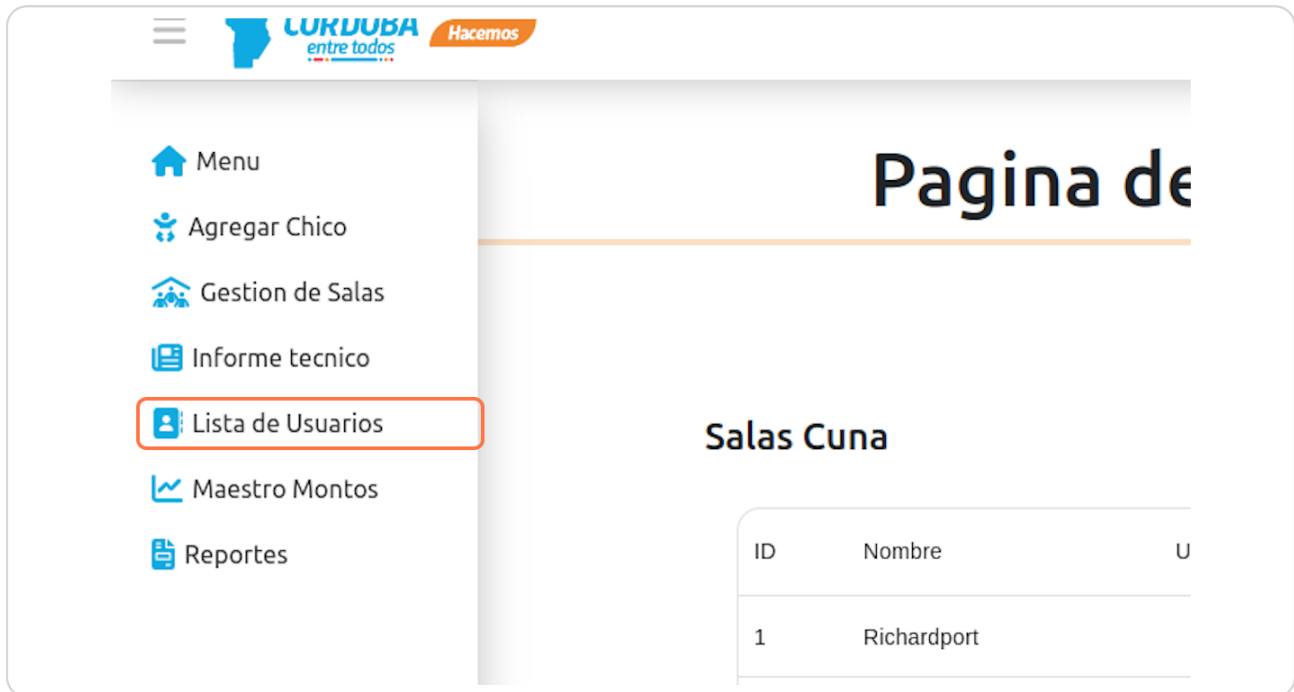 CORDOBA
entre todos
Hacemos
Menu
Agregar Chico
Gestion de Salas
Informe tecnico
Lista de Usuarios
Maestro Montos
Reportes
Pagina de
Salas Cuna
ID Nombre U
1 Richardport